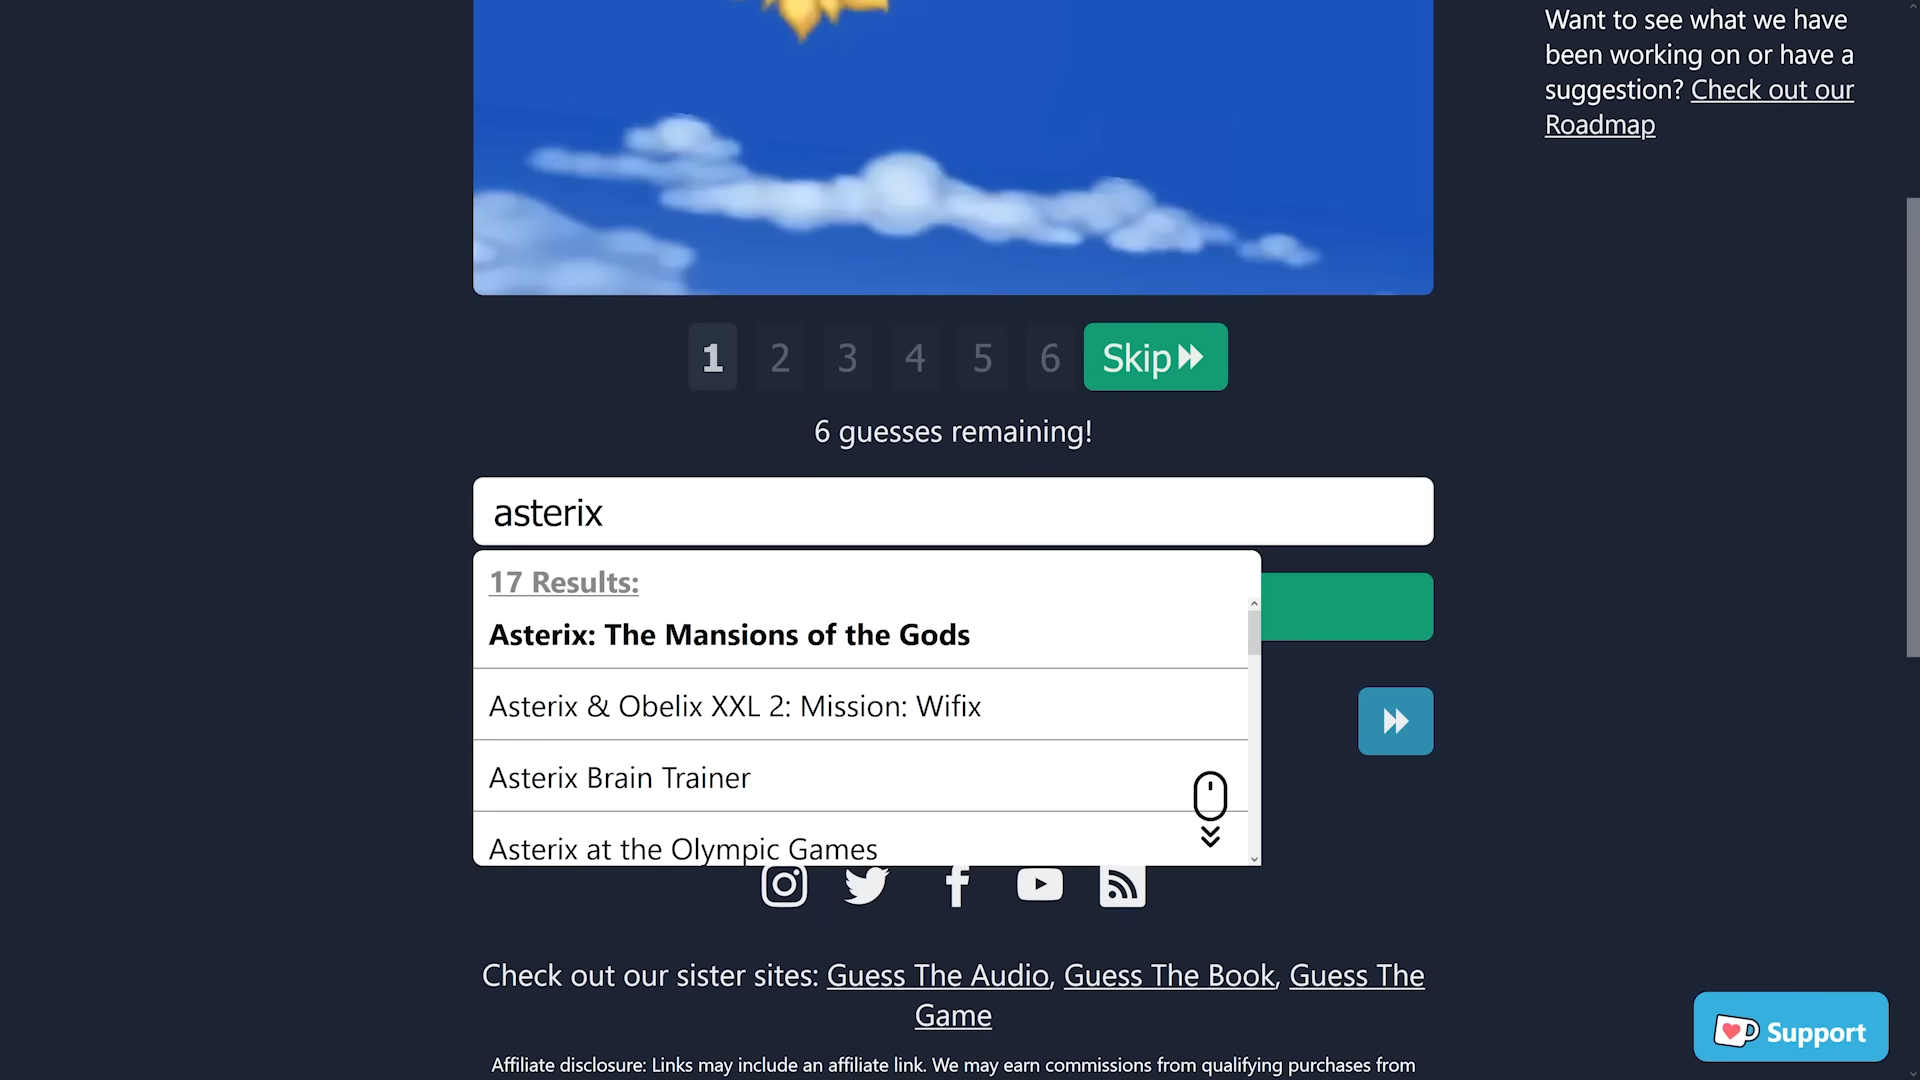 Want to see what we have
been working on or have a
suggestion? Check out our
Roadmap
1 2 3 4 5 6 Skip
6 guesses remaining!
asterix
17 Results:
Asterix: The Mansions of the Gods
Asterix & Obelix XXL 2: Mission: Wifix
Asterix Brain Trainer
Asterix at the Olympic Games
Check out our sister sites: Guess The Audio, Guess The Book, Guess The
Game
Support
Affiliate disclosure: Links may include an affiliate link. We may earn commissions from qualifying purchases from